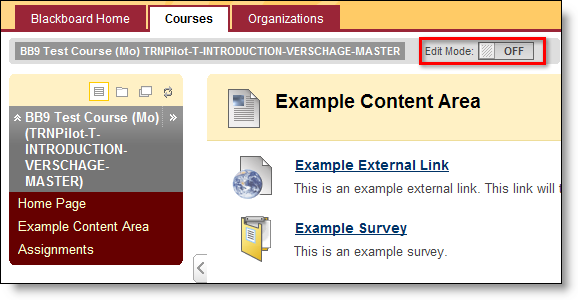 Blackboard Home Courses Organizations
BB9 Test Course (Mo) TRNPilot-T-INTRODUCTION-VERSCHAGE-MASTER Edit Mode: OFF
BB9 Test Course (Mo)
(TRNPilot-T-
INTRODUCTION-
VERSCHAGE-
MASTER)
Home Page
Example Content Area
Assignments
Example Content Area
Example External Link
This is an example external link. This link will t
Example Survey
This is an example survey.